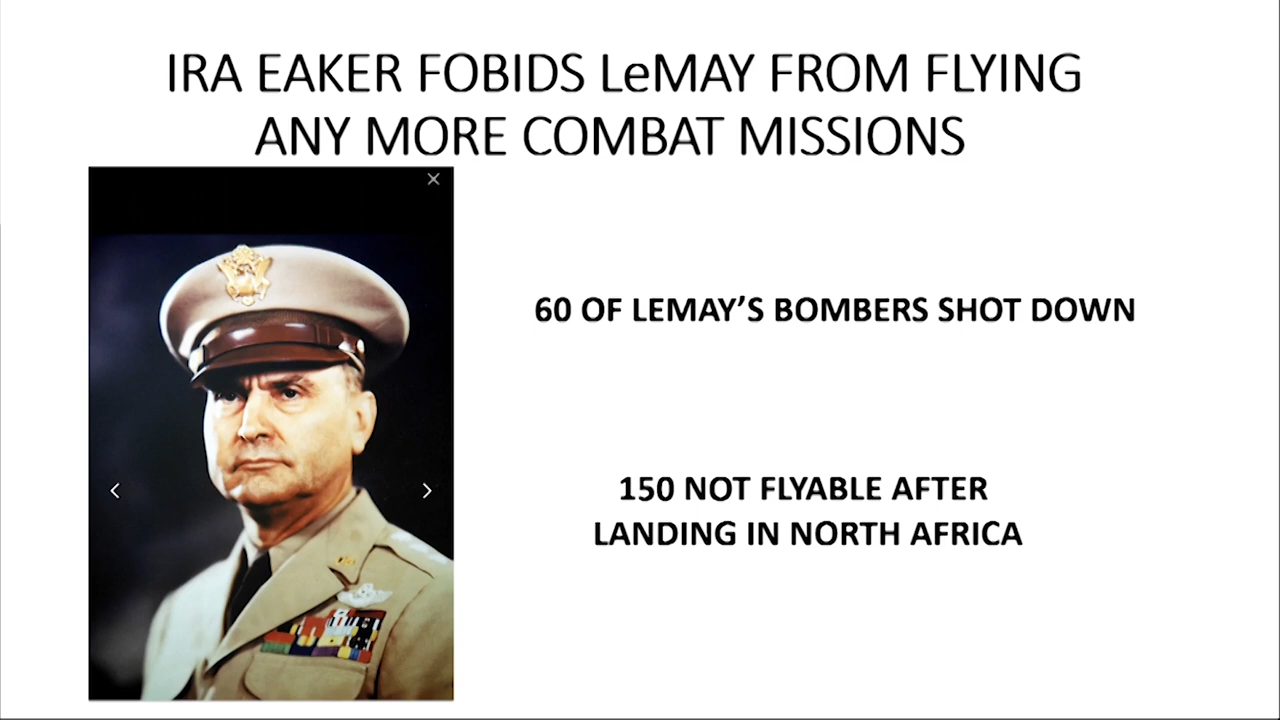 IRA EAKER FOBIDS LeMAY FROM FLYING
ANY MORE COMBAT MISSIONS
60 OF LEMAY’S BOMBERS SHOT DOWN
150 NOT FLYABLE AFTER
LANDING IN NORTH AFRICA